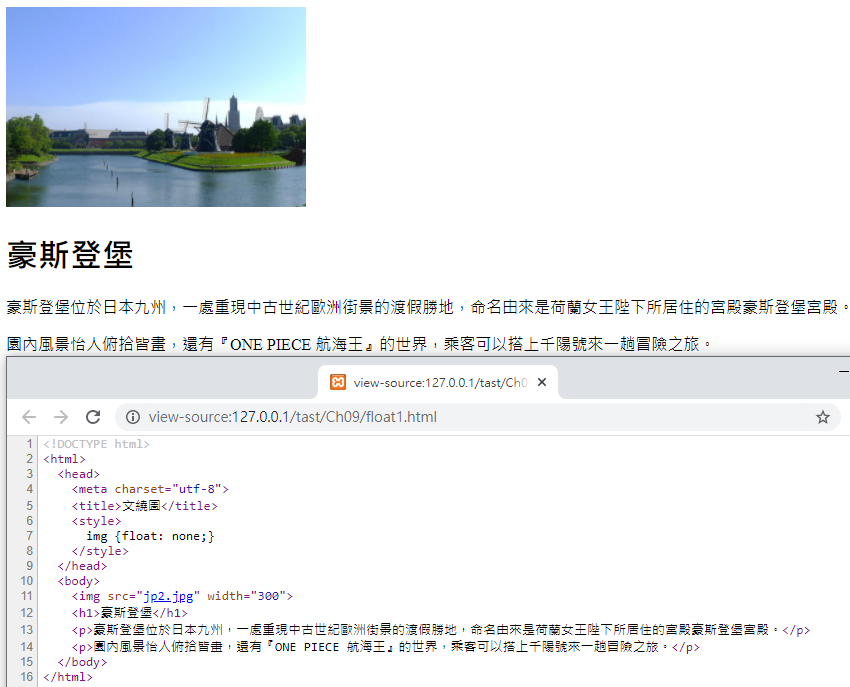 豪斯登堡
豪斯登堡位於日本九州，一處重現中古世紀歐洲街景的渡假勝地，命名由來是荷蘭女王陛下所居住的宮殿豪斯登堡宮殿。
園內風景怡人俯拾皆畫，還有『ONE PIECE 航海王』的世界，乘客可以搭上千陽號來一趟冒險之旅。
view-source:127.0.0.1/tast/Ch0
view-source:127.0.0.1/tast/Ch09/float1.html
1 <!DOCTYPE html>
2 <html>
3 <head>
4 <meta charset="utf-8">
5 <title>文繞圖</title>
6 <style>
7 img {float: none;}
8 </style>
9 </head>
10 <body>
11 <img src="jp2.jpg" width="300">
12 <h1>豪斯登堡</h1>
13 <p>豪斯登堡位於日本九州，一處重現中古世紀歐洲街景的渡假勝地，命名由來是荷蘭女王陛下所居住的宮殿豪斯登堡宮殿。</p>
14 <p>園內風景怡人俯拾皆畫，還有『ONE PIECE 航海王』的世界，乘客可以搭上千陽號來一趟冒險之旅。</p>
15 </body>
16 </html>